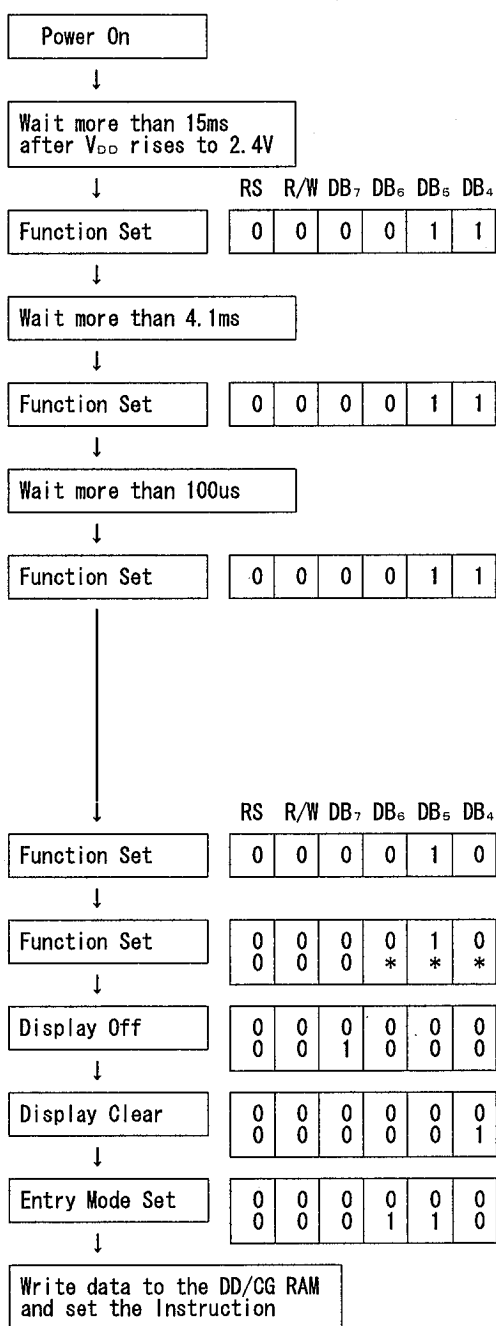 Power On
↓
Wait more than 15ms
after VDD rises to 2.4V
↓ RS R/W DB₇ DB₆ DB₅ DB₄
Function Set 0 0 0 0 1 1
↓
Wait more than 4.1ms
↓
Function Set 0 0 0 0 1 1
↓
Wait more than 100us
↓
Function Set 0 0 0 0 1 1
↓ RS R/W DB₇ DB₆ DB₅ DB₄
Function Set 0 0 0 0 1 0
↓
Function Set 0 0 0 0 1 0
0 0 0 * * *
↓
Display Off 0 0 0 0 0 0
0 0 1 0 0 0
↓
Display Clear 0 0 0 0 0 0
0 0 0 0 0 1
↓
Entry Mode Set 0 0 0 0 0 0
0 0 0 1 1 0
↓
Write data to the DD/CG RAM
and set the Instruction